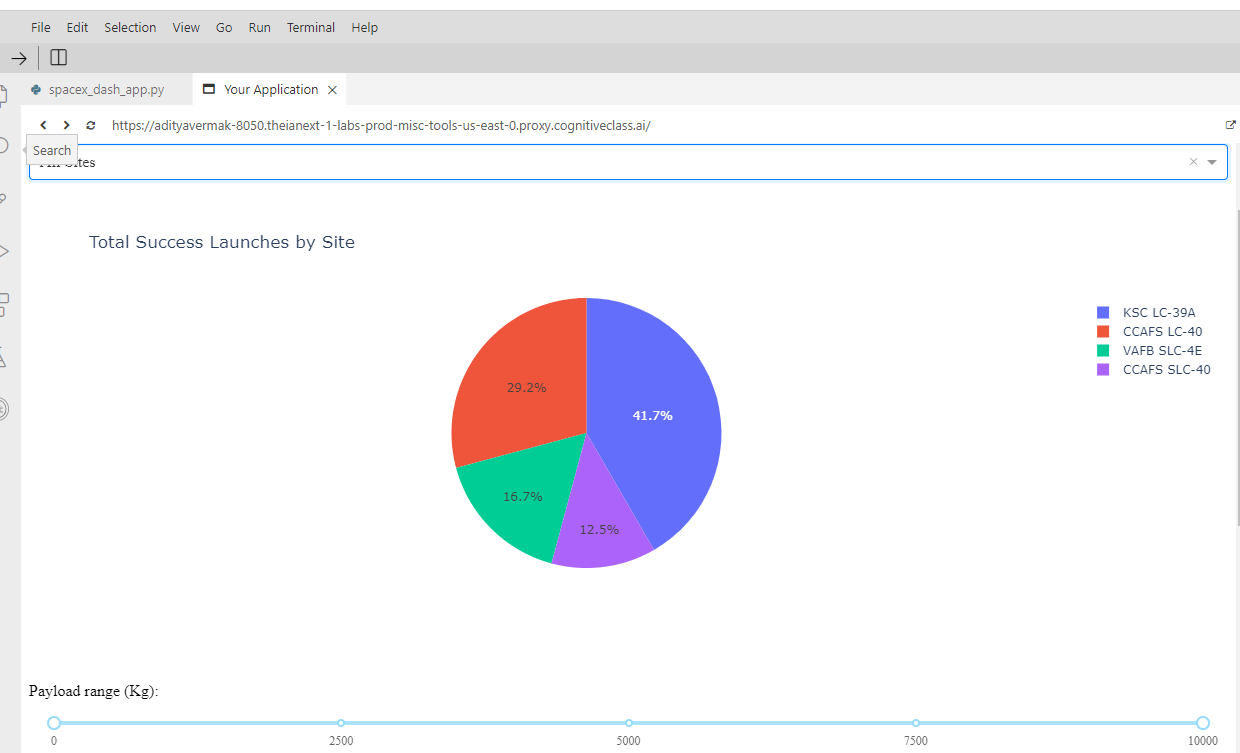 File Edit Selection View Go Run Terminal Help
spacex_dash_app.py Your Application
https://adityavermak-8050.theianext-1-labs-prod-misc-tools-us-east-0.proxy.cognitiveclass.ai/
Search
Sites
Total Success Launches by Site
KSC LC-39A
CCAFS LC-40
VAFB SLC-4E
CCAFS SLC-40
29.2%
41.7%
16.7%
12.5%
Payload range (Kg):
0 2500 5000 7500 10000